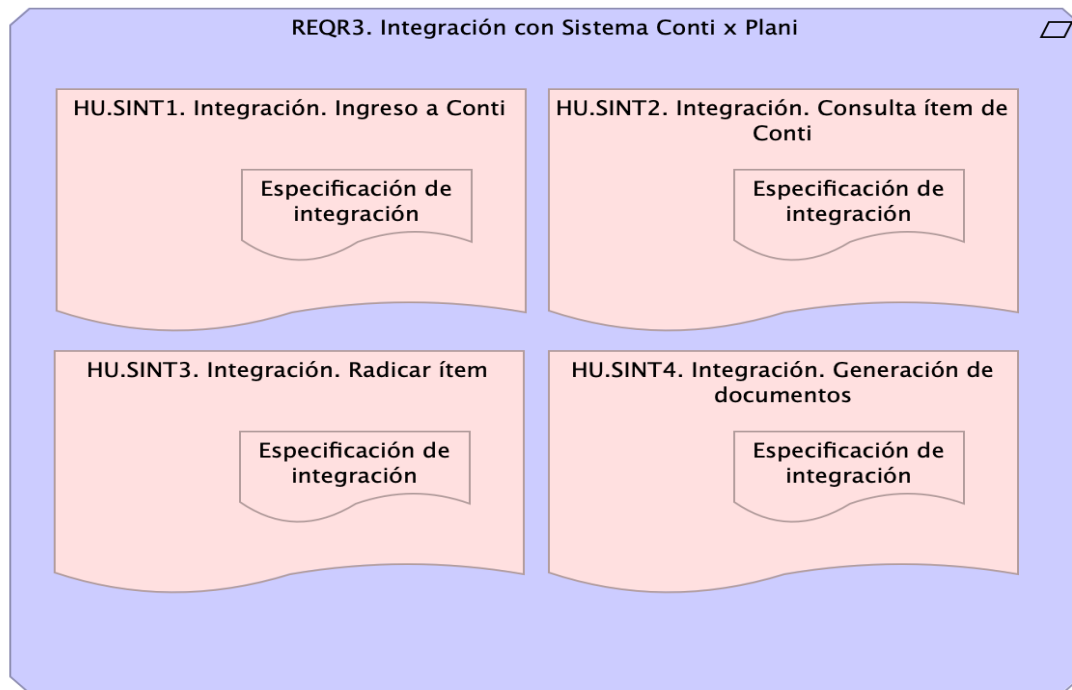 REQR3. Integración con Sistema Conti x Plani
HU.SINT1. Integración. Ingreso a Conti
Especificación de
integración
HU.SINT2. Integración. Consulta ítem de
Conti
Especificación de
integración
HU.SINT3. Integración. Radicar ítem
Especificación de
integración
HU.SINT4. Integración. Generación de
documentos
Especificación de
integración